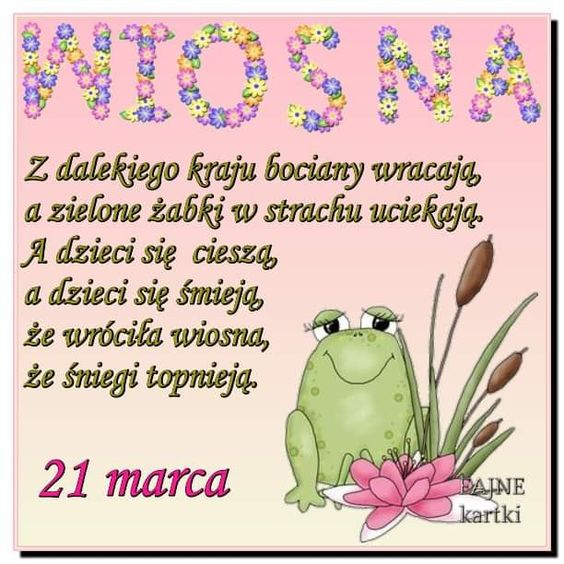 WIOSNA
Z dalekiego kraju bociany wracają,
a zielone żabki w strachu uciekają.
A dzieci się cieszą,
a dzieci się śmieją,
że wróciła wiosna,
że śniegi topnieją.
21 marca
FAJNE
kartki